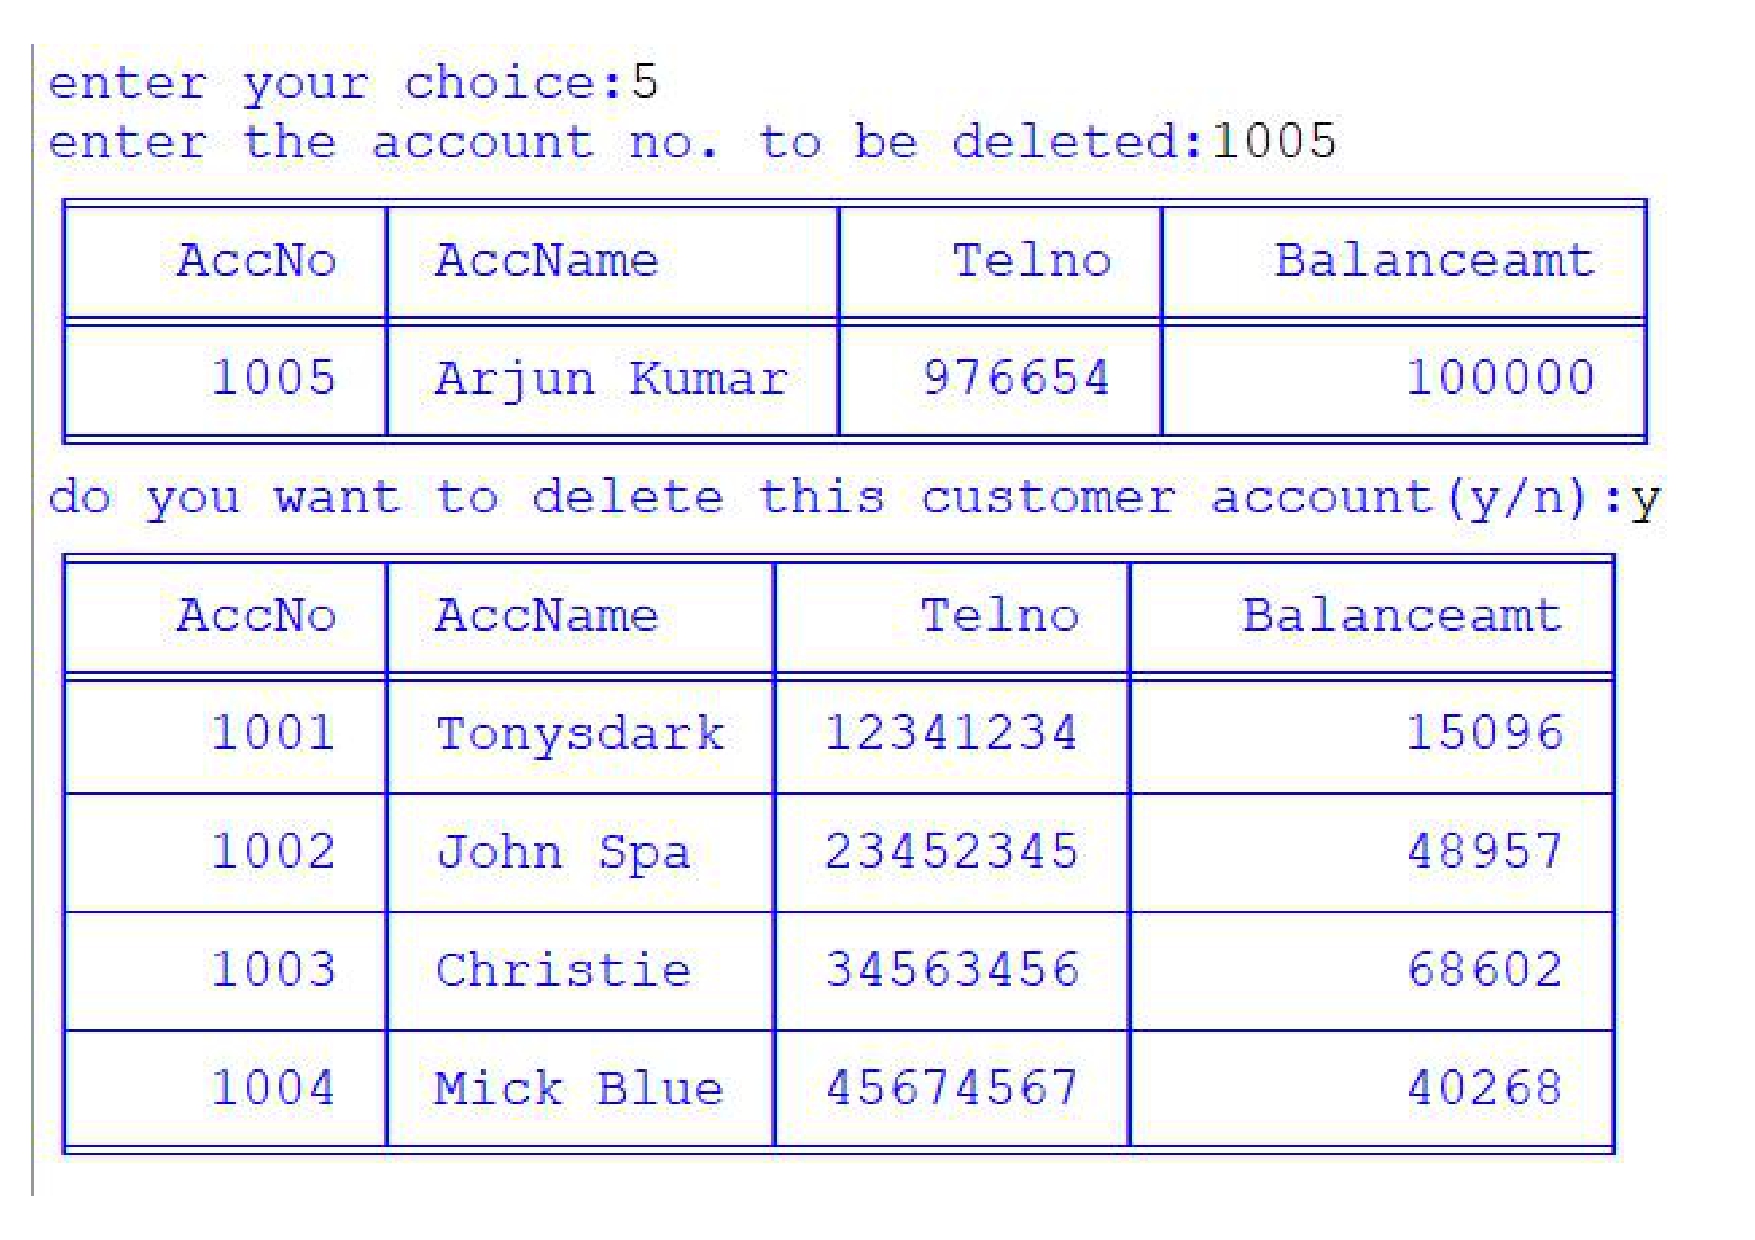 enter your choice:5
enter the account no. to be deleted:1005
AccNo AccName Telno Balanceamt
1005 Arjun Kumar 976654 100000
do you want to delete this customer account(y/n):y
AccNo AccName Telno Balanceamt
1001 Tonysdark 12341234 15096
1002 John Spa 23452345 48957
1003 Christie 34563456 68602
1004 Mick Blue 45674567 40268